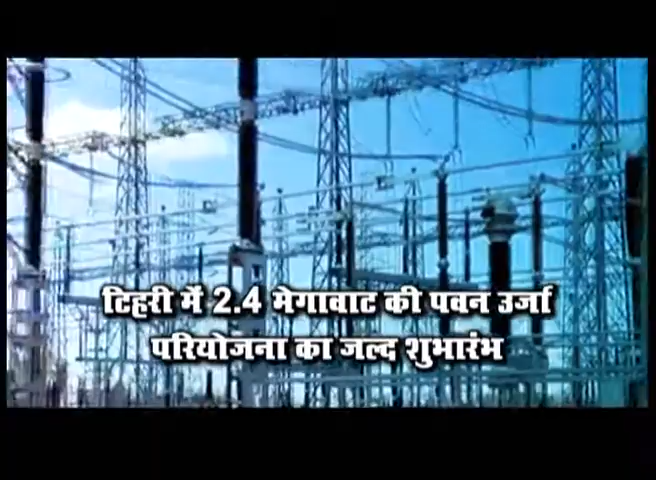 टिहरी में 2.4 मेगावाट की पवन उर्जा
परियोजना का जल्द शुभारंभ